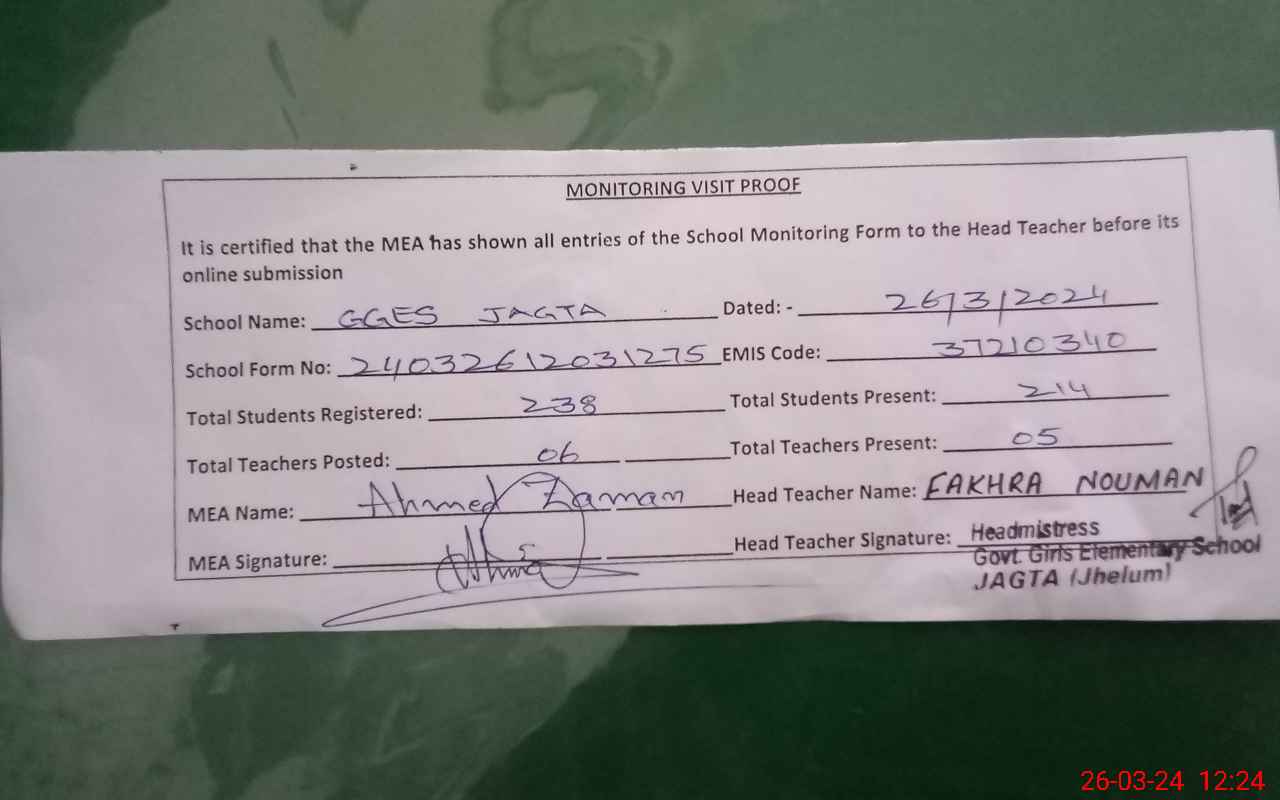 MONITORING VISIT PROOF
It is certified that the MEA has shown all entries of the School Monitoring Form to the Head Teacher before its
online submission
School Name: GGES JAGTA Dated: - 26/3/2024
School Form No: 24032612031275 EMIS Code: 37210340
Total Students Registered: 238 Total Students Present: 214
Total Teachers Posted: 06 Total Teachers Present: 05
MEA Name: Ahmed Zaman Head Teacher Name: FAKHRA NOUMAN
MEA Signature: Head Teacher Signature: Headmistress
Govt. Girls Elementary School
JAGTA (Jhelum)
26-03-24 12:24